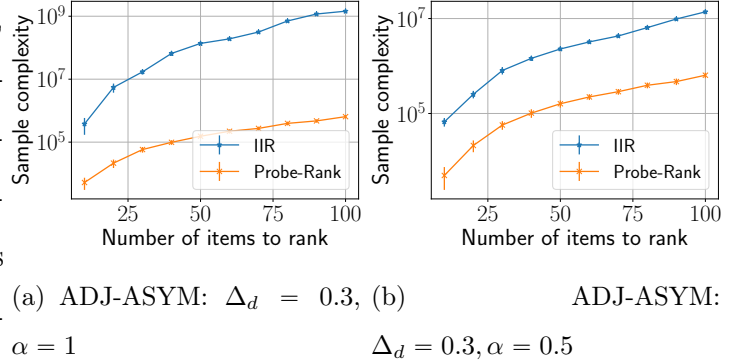 10^9
10^7
10^5
Sample complexity
IIR
Probe-Rank
25 50 75 100
Number of items to rank
10^7
10^5
Sample complexity
IIR
Probe-Rank
25 50 75 100
Number of items to rank
s
(a) ADJ-ASYM: Δ_d = 0.3,
α = 1
(b) ADJ-ASYM:
Δ_d = 0.3, α = 0.5